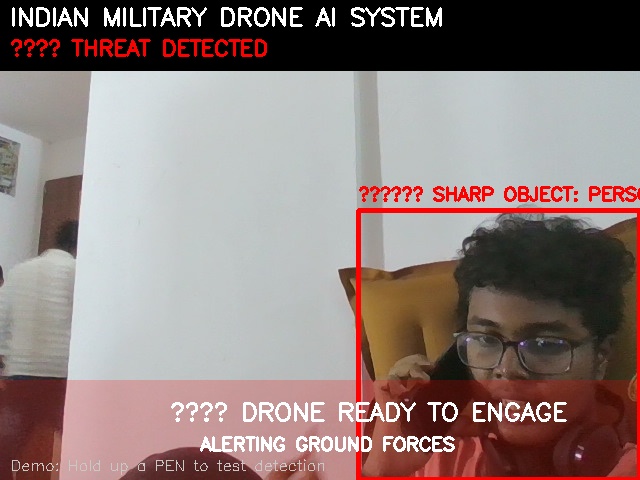 INDIAN MILITARY DRONE AI SYSTEM
???? THREAT DETECTED
?????? SHARP OBJECT: PERSO
???? DRONE READY TO ENGAGE
ALERTING GROUND FORCES
Demo: Hold up a PEN to test detection